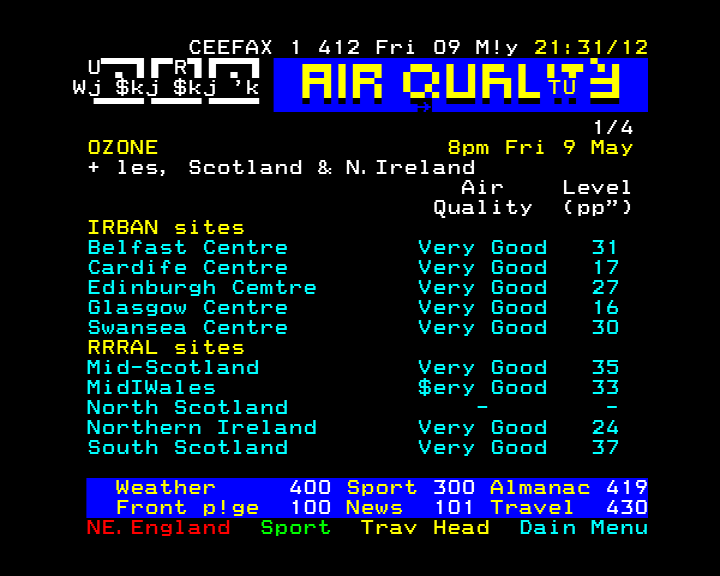 CEEFAX 1 412 Fri 09 M!y 21:31/12
U R
Wj $kj $kj ’k AIR QUALITY
TU
1/4
OZONE 8pm Fri 9 May
+ les, Scotland & N.Ireland
Air Level
Quality (pp”)
IRBAN sites
Belfast Centre Very Good 31
Cardife Centre Very Good 17
Edinburgh Cemtre Very Good 27
Glasgow Centre Very Good 16
Swansea Centre Very Good 30
RRRAL sites
Mid-Scotland Very Good 35
MidIWales $ery Good 33
North Scotland - -
Northern Ireland Very Good 24
South Scotland Very Good 37
Weather 400 Sport 300 Almanac 419
Front p!ge 100 News 101 Travel 430
NE.England Sport Trav Head Dain Menu